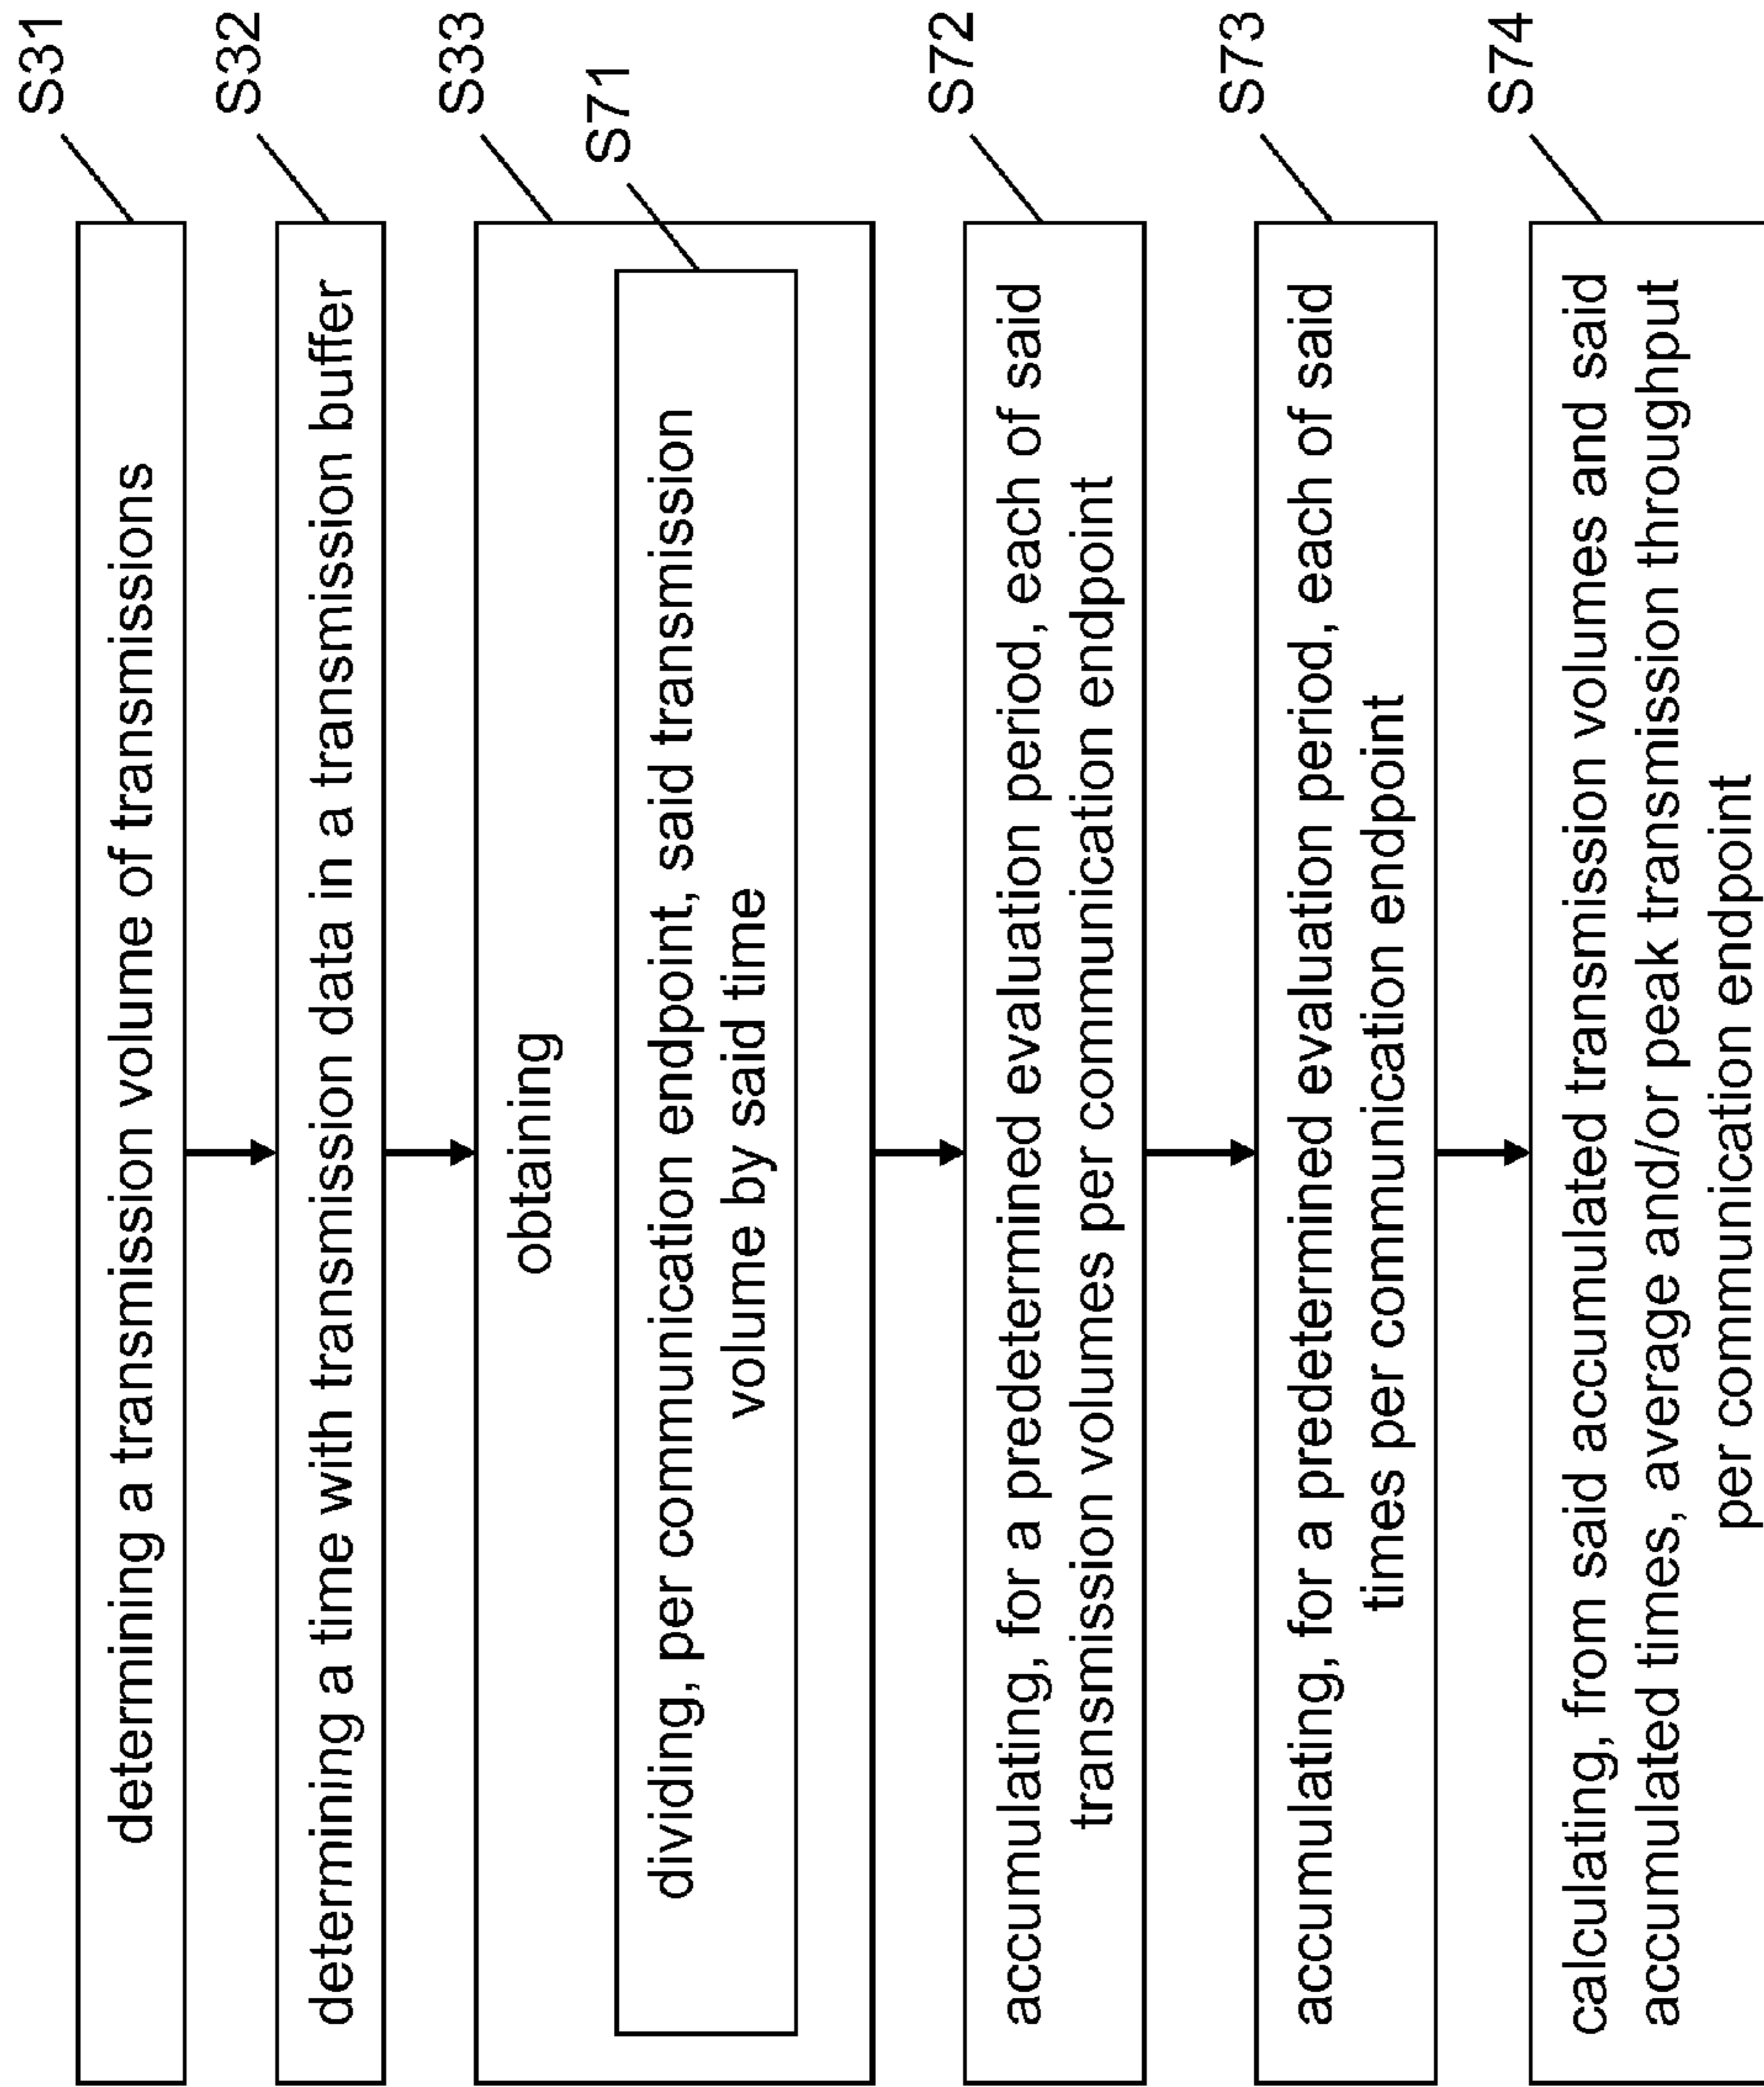 S31
determining a transmission volume of transmissions
S32
determining a time with transmission data in a transmission buffer
S33
obtaining
S71
dividing, per communication endpoint, said transmission
volume by said time
S72
accumulating, for a predetermined evaluation period, each of said
transmission volumes per communication endpoint
S73
accumulating, for a predetermined evaluation period, each of said
times per communication endpoint
S74
calculating, from said accumulated transmission volumes and said
accumulated times, average and/or peak transmission throughput
per communication endpoint